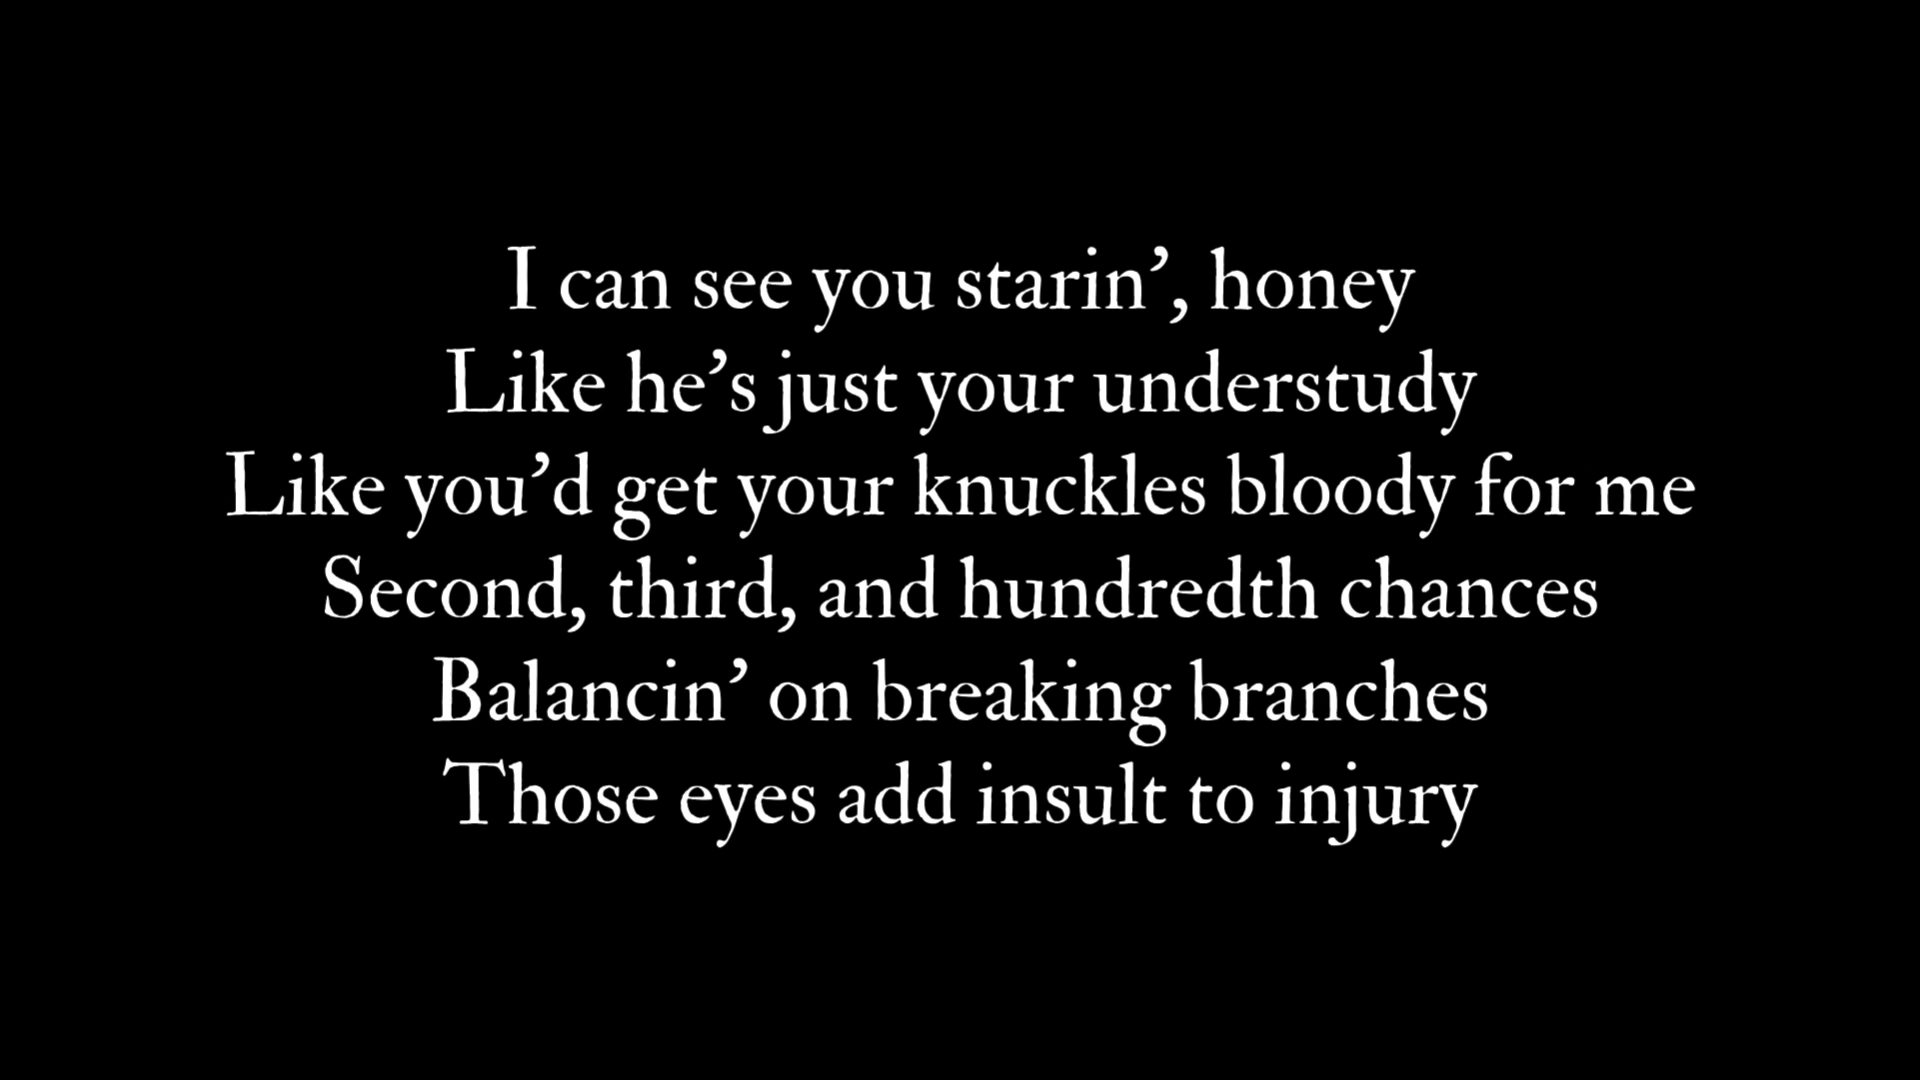 I can see you starin’, honey
Like he’s just your understudy
Like you’d get your knuckles bloody for me
Second, third, and hundredth chances
Balancin’ on breaking branches
Those eyes add insult to injury